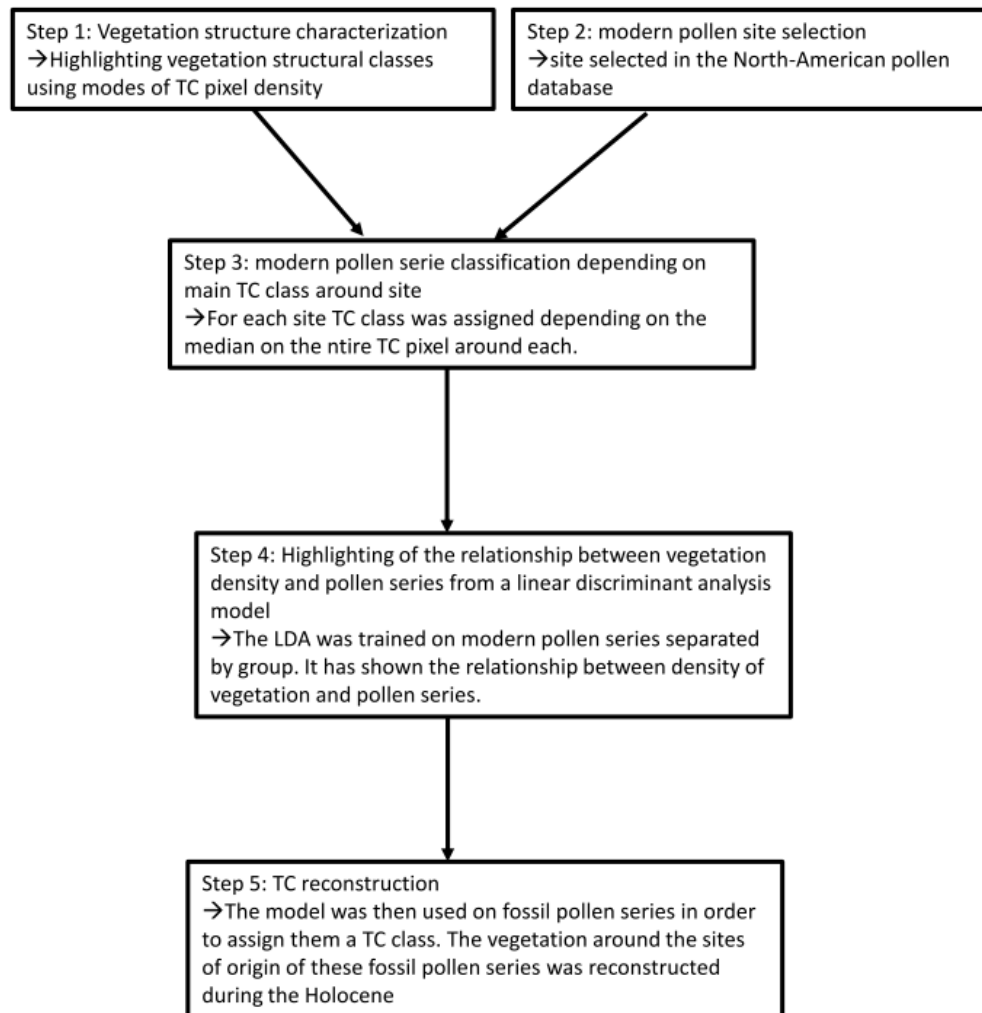 Step 1: Vegetation structure characterization
→Highlighting vegetation structural classes
using modes of TC pixel density
Step 2: modern pollen site selection
→site selected in the North-American pollen
database
Step 3: modern pollen serie classification depending on
main TC class around site
→For each site TC class was assigned depending on the
median on the ntire TC pixel around each.
Step 4: Highlighting of the relationship between vegetation
density and pollen series from a linear discriminant analysis
model
→The LDA was trained on modern pollen series separated
by group. It has shown the relationship between density of
vegetation and pollen series.
Step 5: TC reconstruction
→The model was then used on fossil pollen series in order
to assign them a TC class. The vegetation around the sites
of origin of these fossil pollen series was reconstructed
during the Holocene